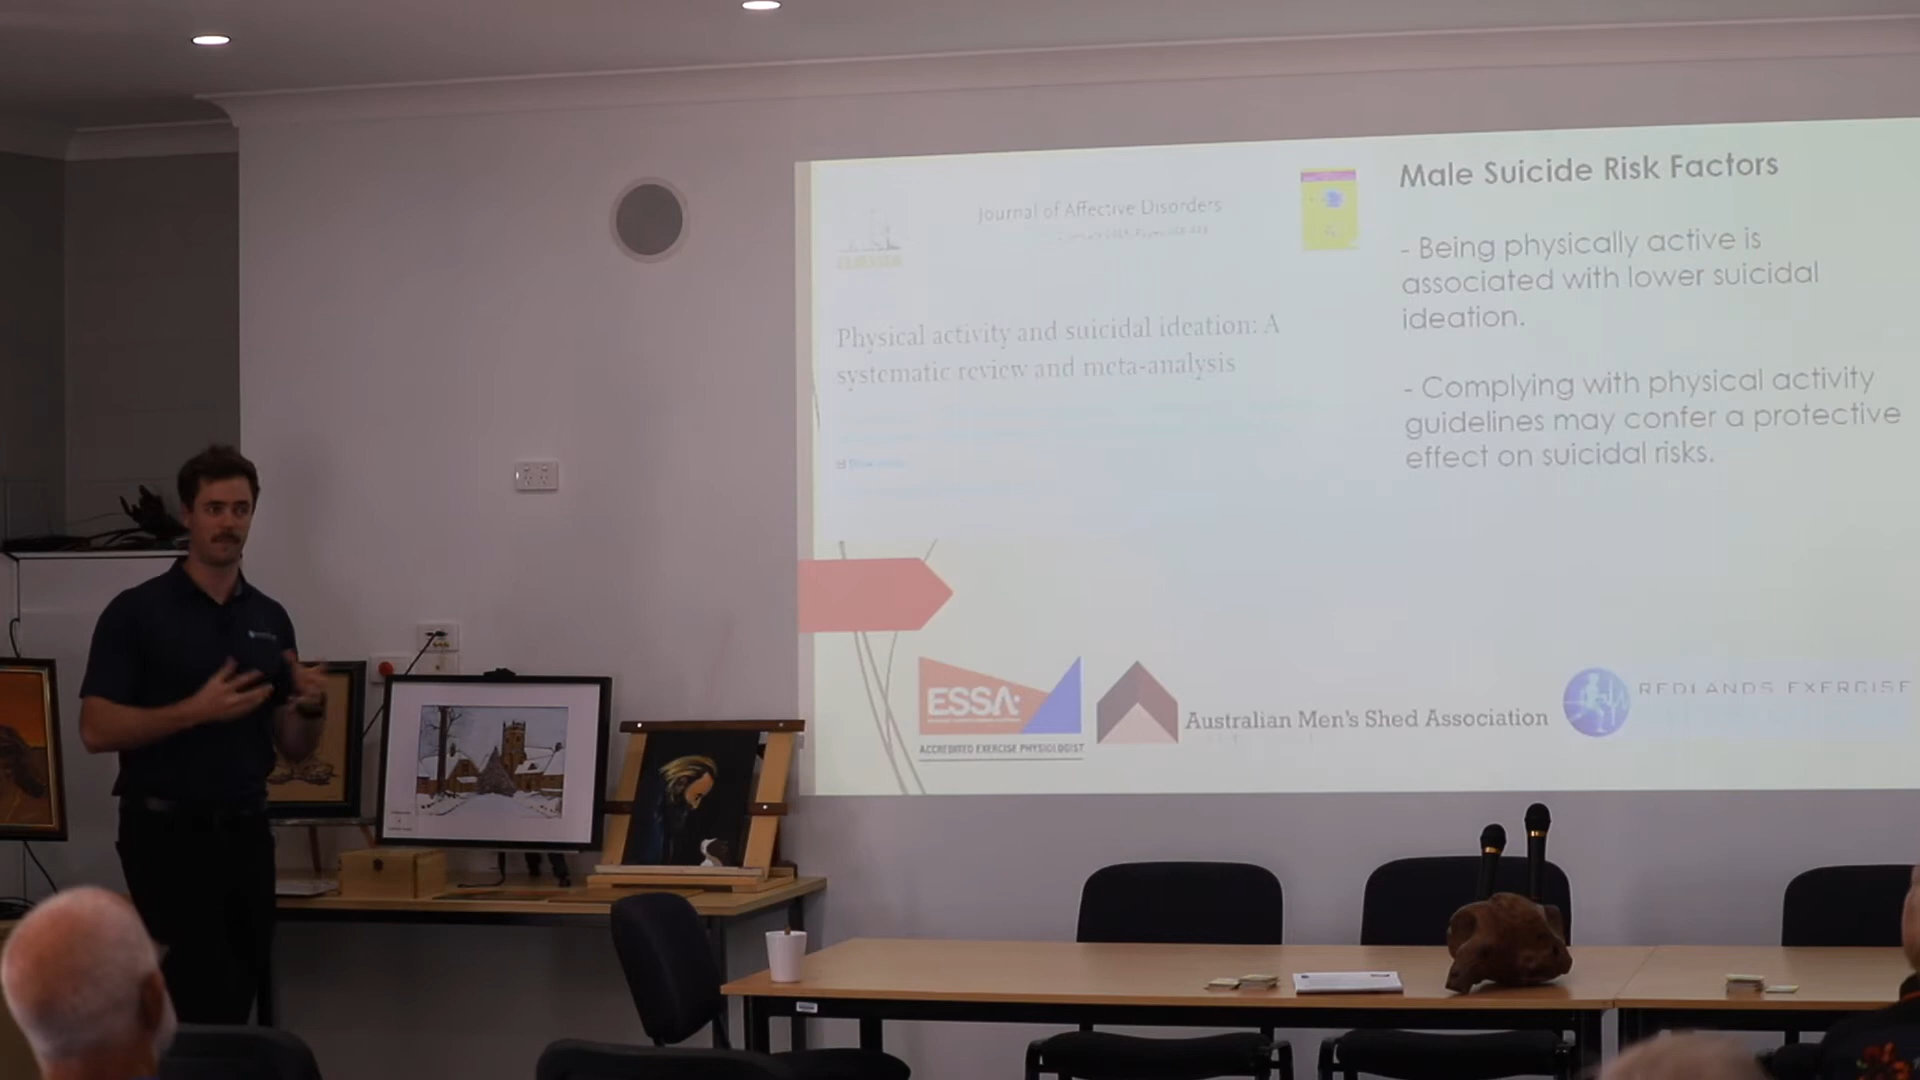 Journal of Affective Disorders
ELSEVIER
Physical activity and suicidal ideation: A
systematic review and meta-analysis
Male Suicide Risk Factors
- Being physically active is
associated with lower suicidal
ideation.
- Complying with physical activity
guidelines may confer a protective
effect on suicidal risks.
ESSA
ACCREDITED EXERCISE PHYSIOLOGIST
Australian Men's Shed Association
REDLANDS EXERCISE